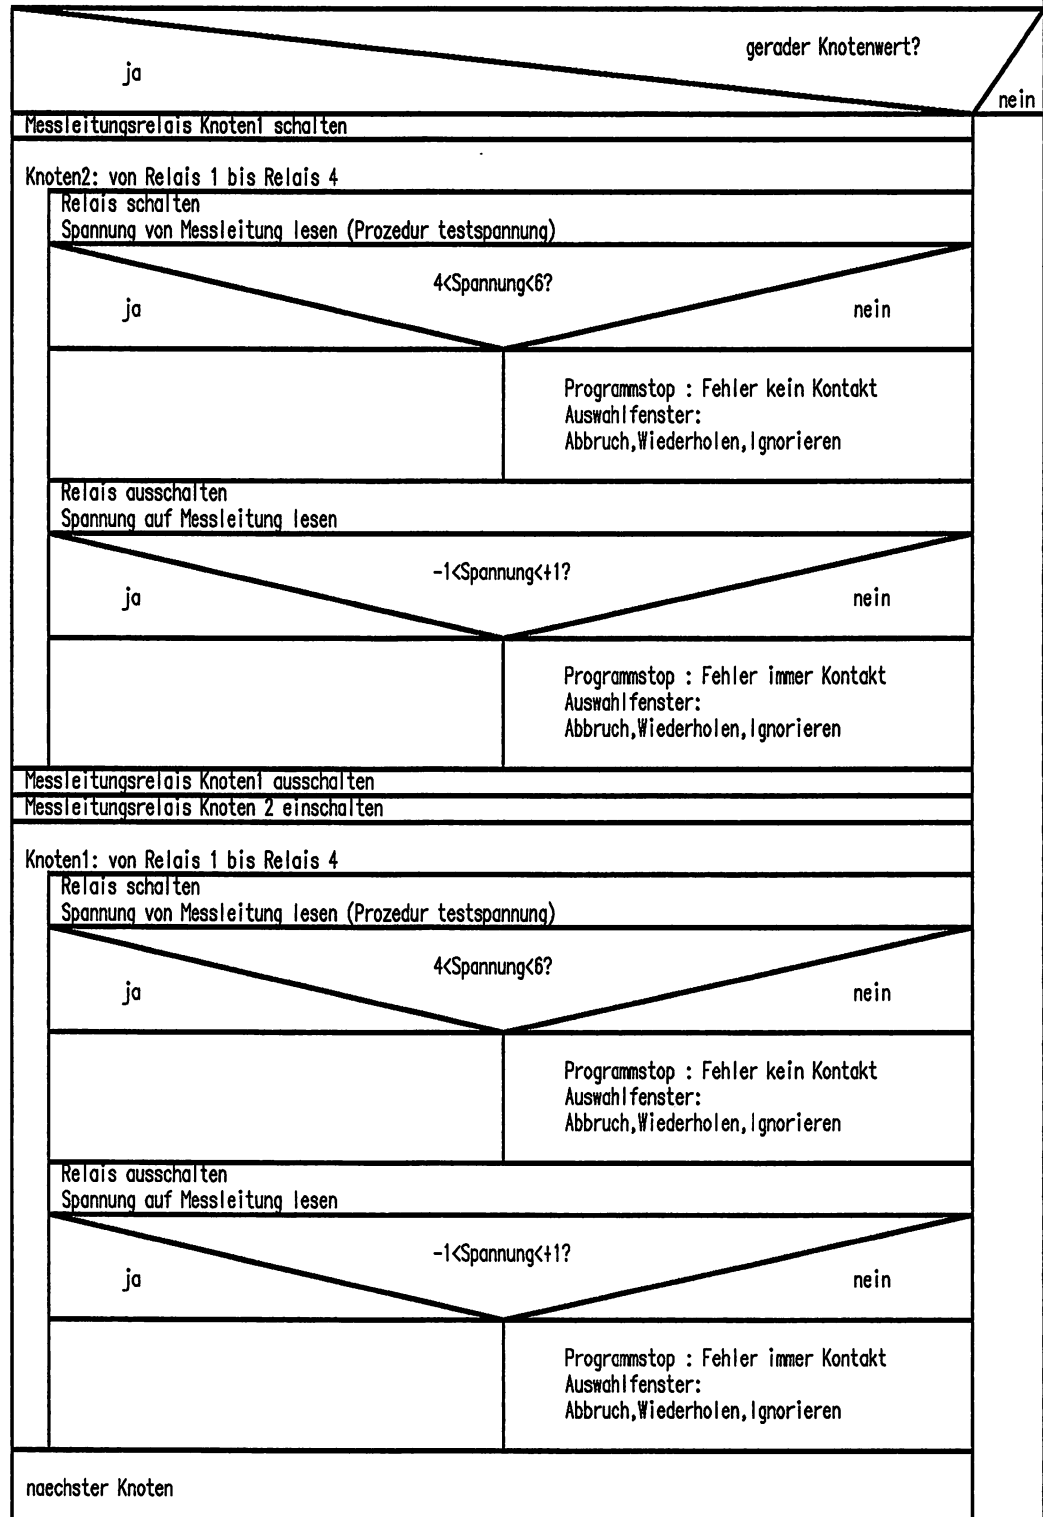 gerader Knotenwert?
ja
nein
Messleitungsrelais Knoten1 schalten
Knoten2: von Relais 1 bis Relais 4
Relais schalten
Spannung von Messleitung lesen (Prozedur testspannung)
4<Spannung<6?
ja
nein
Programmstop : Fehler kein Kontakt
Auswahlfenster:
Abbruch,Wiederholen,Ignorieren
Relais ausschalten
Spannung auf Messleitung lesen
-1<Spannung<+1?
ja
nein
Programmstop : Fehler immer Kontakt
Auswahlfenster:
Abbruch,Wiederholen,Ignorieren
Messleitungsrelais Knoten1 ausschalten
Messleitungsrelais Knoten 2 einschalten
Knoten1: von Relais 1 bis Relais 4
Relais schalten
Spannung von Messleitung lesen (Prozedur testspannung)
4<Spannung<6?
ja
nein
Programmstop : Fehler kein Kontakt
Auswahlfenster:
Abbruch,Wiederholen,Ignorieren
Relais ausschalten
Spannung auf Messleitung lesen
-1<Spannung<+1?
ja
nein
Programmstop : Fehler immer Kontakt
Auswahlfenster:
Abbruch,Wiederholen,Ignorieren
naechster Knoten